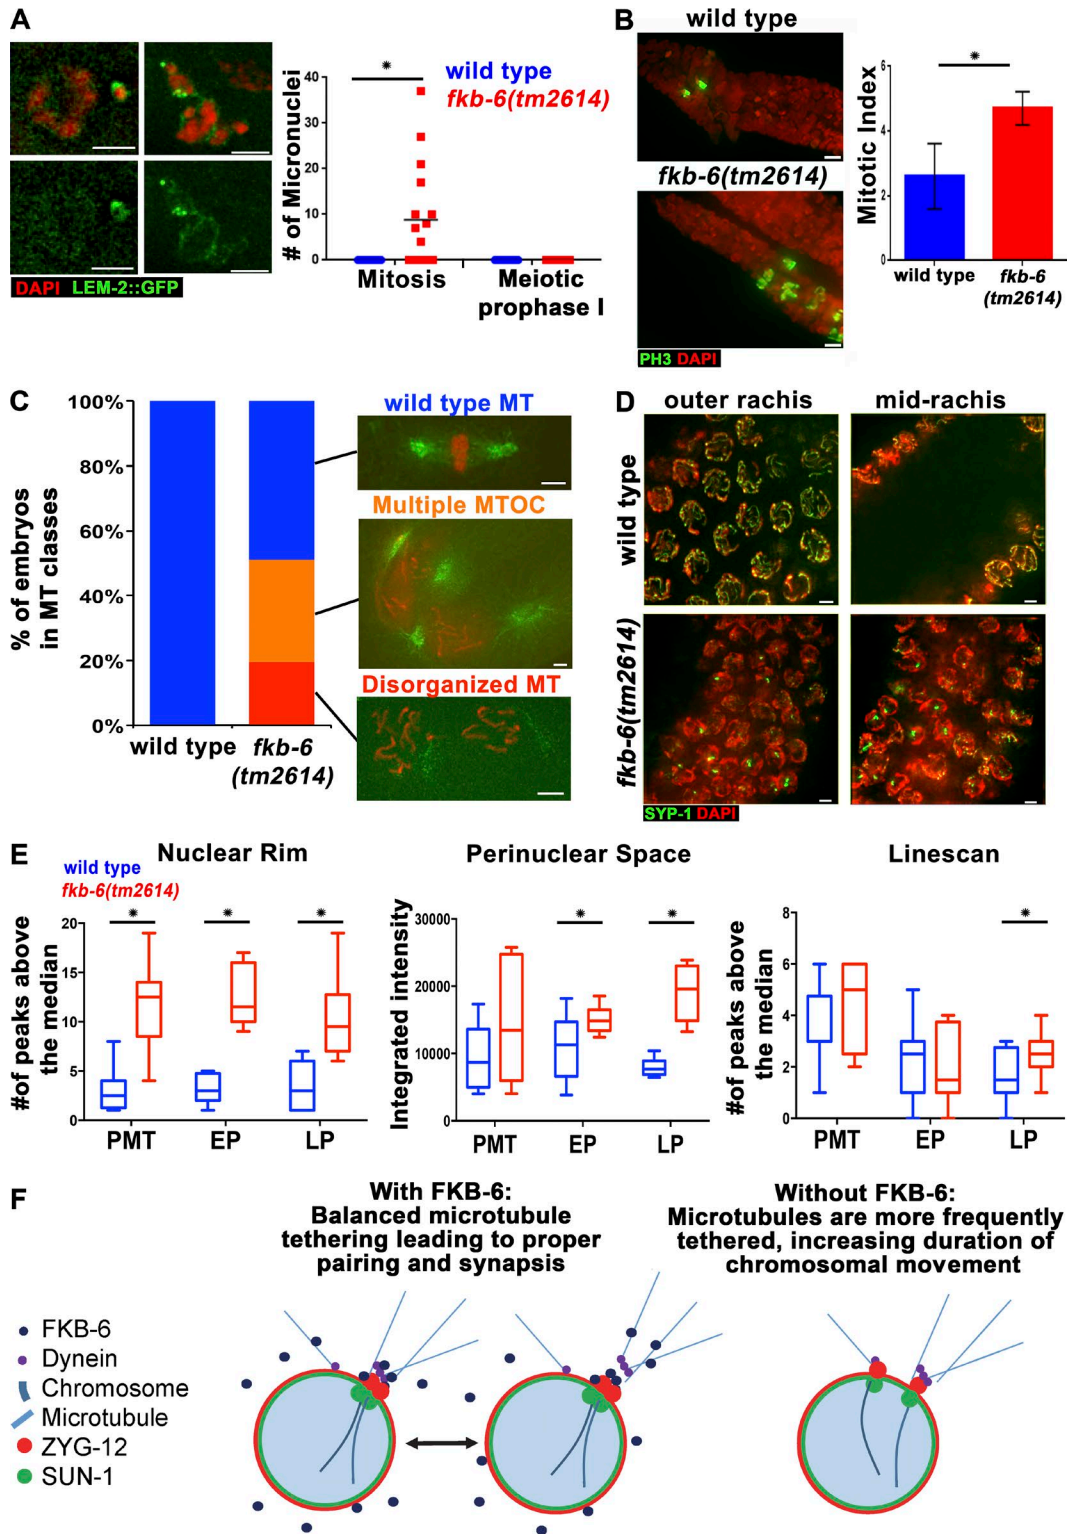 A
wild type
fkb-6(tm2614)
# of Micronuclei
40
30
20
10
0
Mitosis
Meiotic
prophase I
*
DAPI LEM-2::GFP
B
wild type
fkb-6(tm2614)
PH3 DAPI
Mitotic Index
6
4
2
0
*
wild type
fkb-6
(tm2614)
C
% of embryos
in MT classes
100%
80%
60%
40%
20%
0%
wild type
fkb-6
(tm2614)
wild type MT
Multiple MTOC
Disorganized MT
D
outer rachis
mid-rachis
wild type
fkb-6(tm2614)
SYP-1 DAPI
E
Nuclear Rim
wild type
fkb-6(tm2614)
#of peaks above
the median
20
15
10
5
0
* * *
PMT EP LP
Perinuclear Space
Integrated intensity
30000
20000
10000
0
* *
PMT EP LP
Linescan
#of peaks above
the median
8
6
4
2
0
*
PMT EP LP
F
With FKB-6:
Balanced microtubule
tethering leading to proper
pairing and synapsis
Without FKB-6:
Microtubules are more frequently
tethered, increasing duration of
chromosomal movement
FKB-6
Dynein
Chromosome
Microtubule
ZYG-12
SUN-1